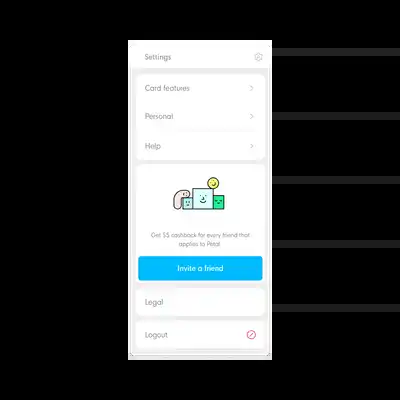 Settings
Card features
Personal
Help
Get $5 cashback for every friend that
applies to Petal
Invite a friend
Legal
Logout